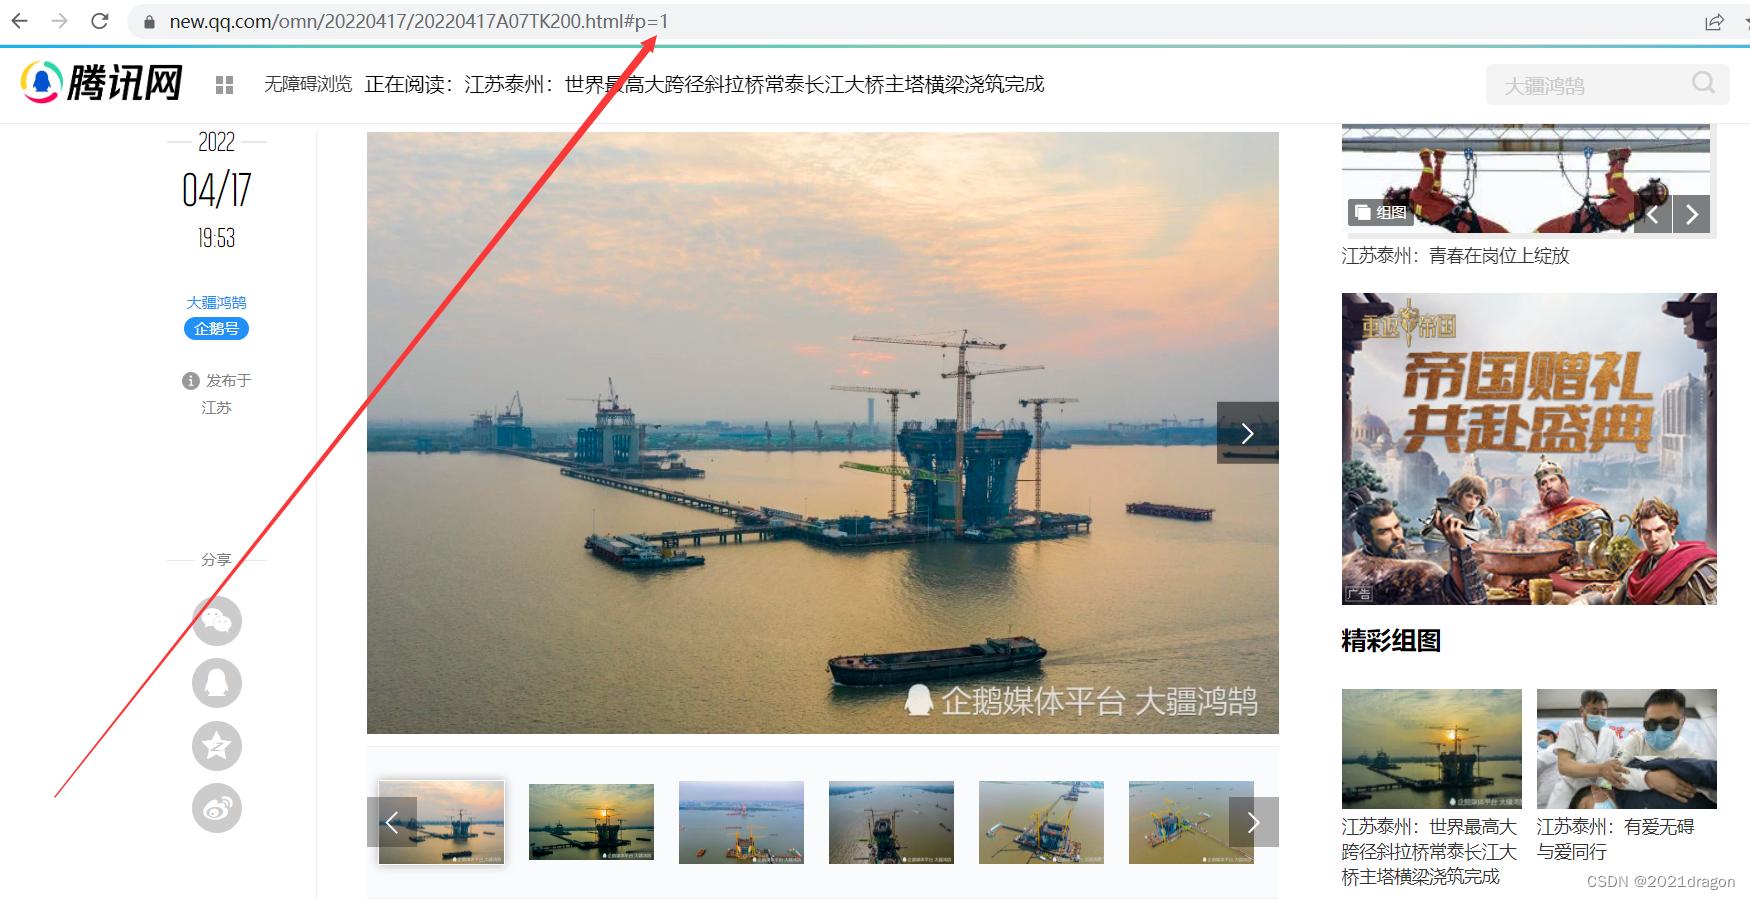 new.qq.com/omn/20220417/20220417A07TK200.html#p=1
腾讯网
无障碍浏览 正在阅读：江苏泰州：世界最高大跨径斜拉桥常泰长江大桥主塔横梁浇筑完成
大疆鸿鹄
2022
04/17
19:53
大疆鸿鹄
企鹅号
发布于
江苏
分享
企鹅媒体平台 大疆鸿鹄
组图
江苏泰州：青春在岗位上绽放
重返帝国
帝国赠礼
共赴盛典
广告
精彩组图
江苏泰州：世界最高大
跨径斜拉桥常泰长江大
桥主塔横梁浇筑完成
江苏泰州：有爱无碍
与爱同行
CSDN @2021dragon